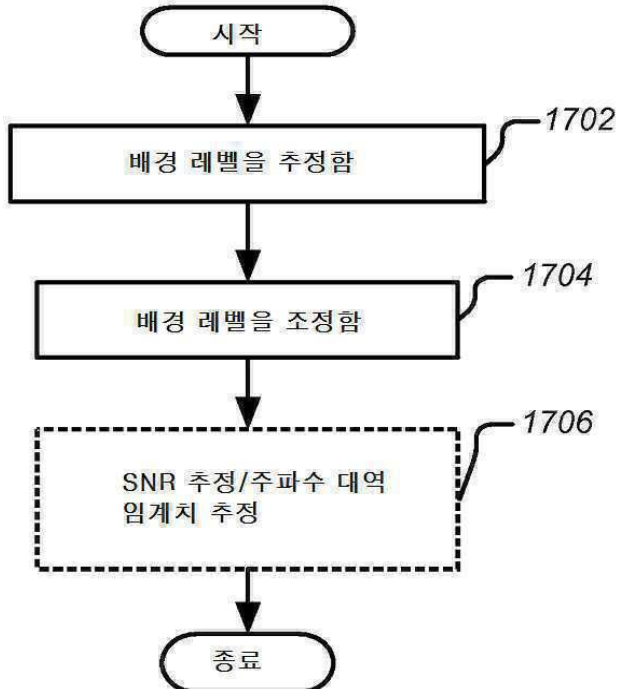 시작
1702
배경 레벨을 추정함
1704
배경 레벨을 조정함
1706
SNR 추정/주파수 대역
임계치 추정
종료